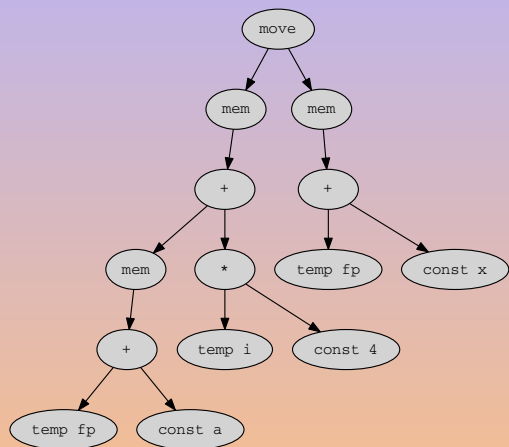 move
mem mem
+ +
mem * temp fp const x
+ temp i const 4
temp fp const a